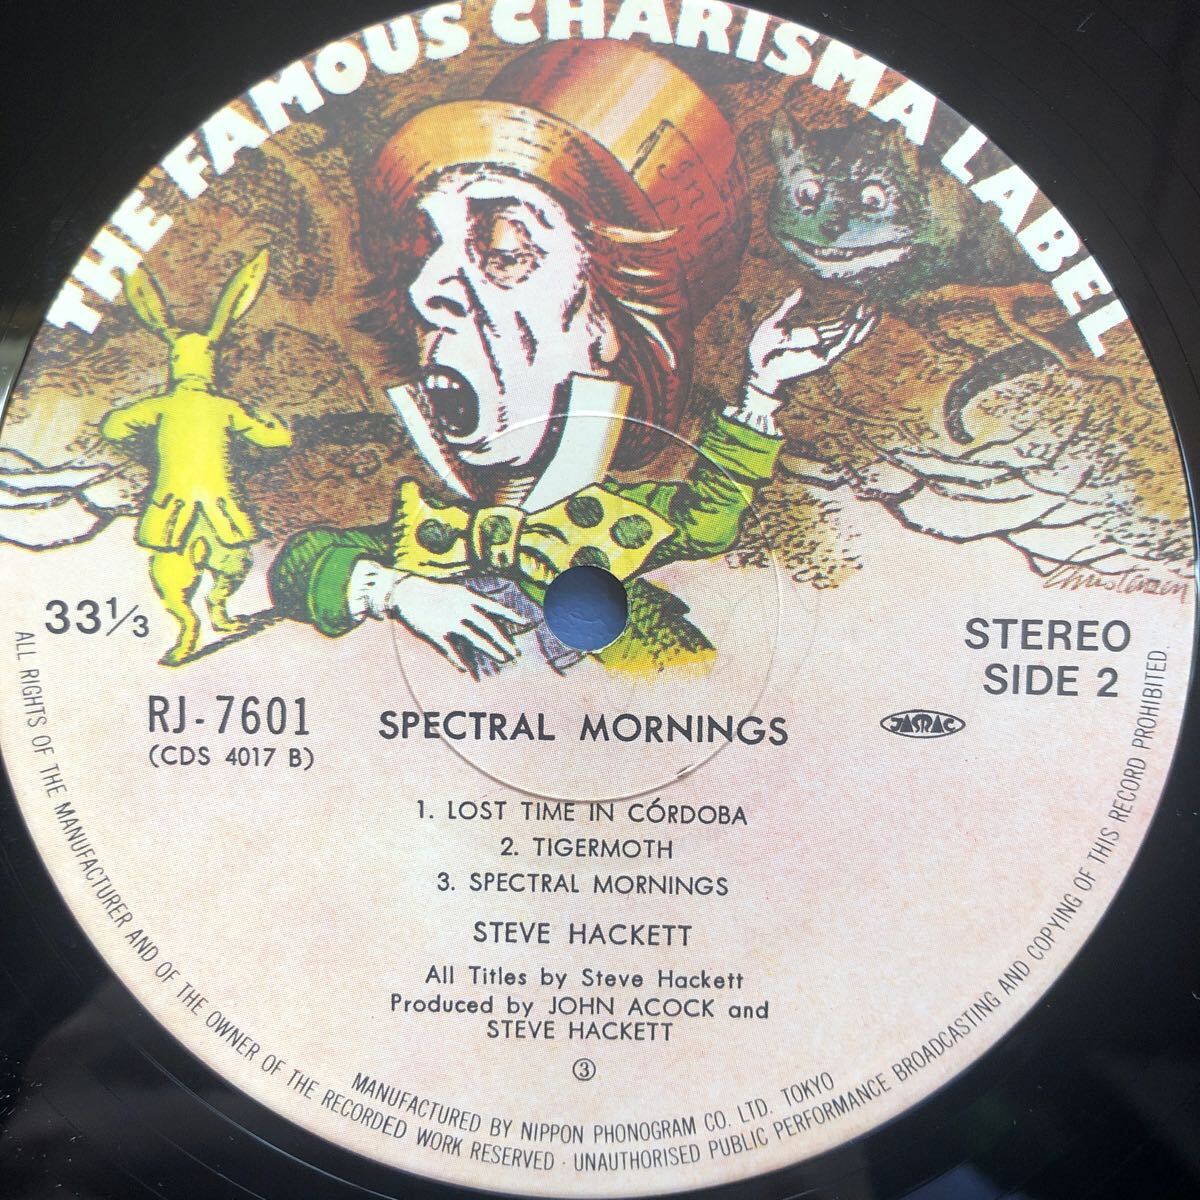 THE FAMOUS CHARISMA LABEL
Christensen
33⅓
STEREO
SIDE 2
RJ-7601
(CDS 4017 B)
SPECTRAL MORNINGS
JASRAC
1. LOST TIME IN CÓRDOBA
2. TIGERMOTH
3. SPECTRAL MORNINGS
STEVE HACKETT
All Titles by Steve Hackett
Produced by JOHN ACOCK and
STEVE HACKETT
③
MANUFACTURED BY NIPPON PHONOGRAM CO. LTD. TOKYO
ALL RIGHTS OF THE MANUFACTURER AND OF THE OWNER OF THE RECORDED WORK RESERVED · UNAUTHORISED PUBLIC PERFORMANCE BROADCASTING AND COPYING OF THIS RECORD PROHIBITED.